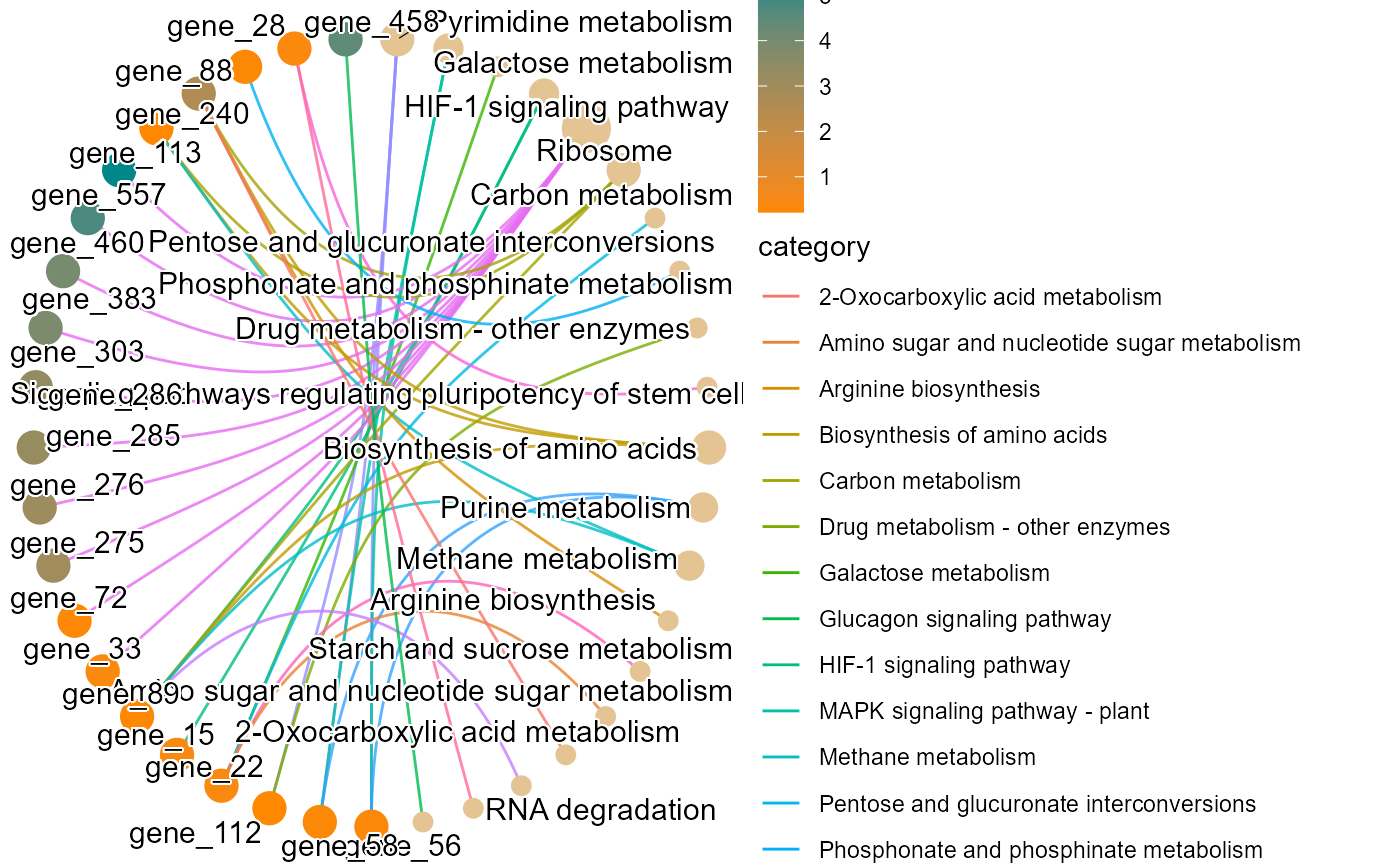 gene_28
gene_458
Pyrimidine metabolism
gene_88
Galactose metabolism
gene_240
HIF-1 signaling pathway
gene_113
Ribosome
gene_557
Carbon metabolism
gene_460
Pentose and glucuronate interconversions
gene_383
Phosphonate and phosphinate metabolism
gene_303
Drug metabolism - other enzymes
gene_286
pathways regulating pluripotency of stem cell
gene_285
Biosynthesis of amino acids
gene_276
Purine metabolism
gene_275
Methane metabolism
gene_72
Arginine biosynthesis
gene_33
Starch and sucrose metabolism
gene_89
sugar and nucleotide sugar metabolism
gene_15
2-Oxocarboxylic acid metabolism
gene_22
RNA degradation
gene_112
gene_58
gene_56
4
3
2
1
category
2-Oxocarboxylic acid metabolism
Amino sugar and nucleotide sugar metabolism
Arginine biosynthesis
Biosynthesis of amino acids
Carbon metabolism
Drug metabolism - other enzymes
Galactose metabolism
Glucagon signaling pathway
HIF-1 signaling pathway
MAPK signaling pathway - plant
Methane metabolism
Pentose and glucuronate interconversions
Phosphonate and phosphinate metabolism